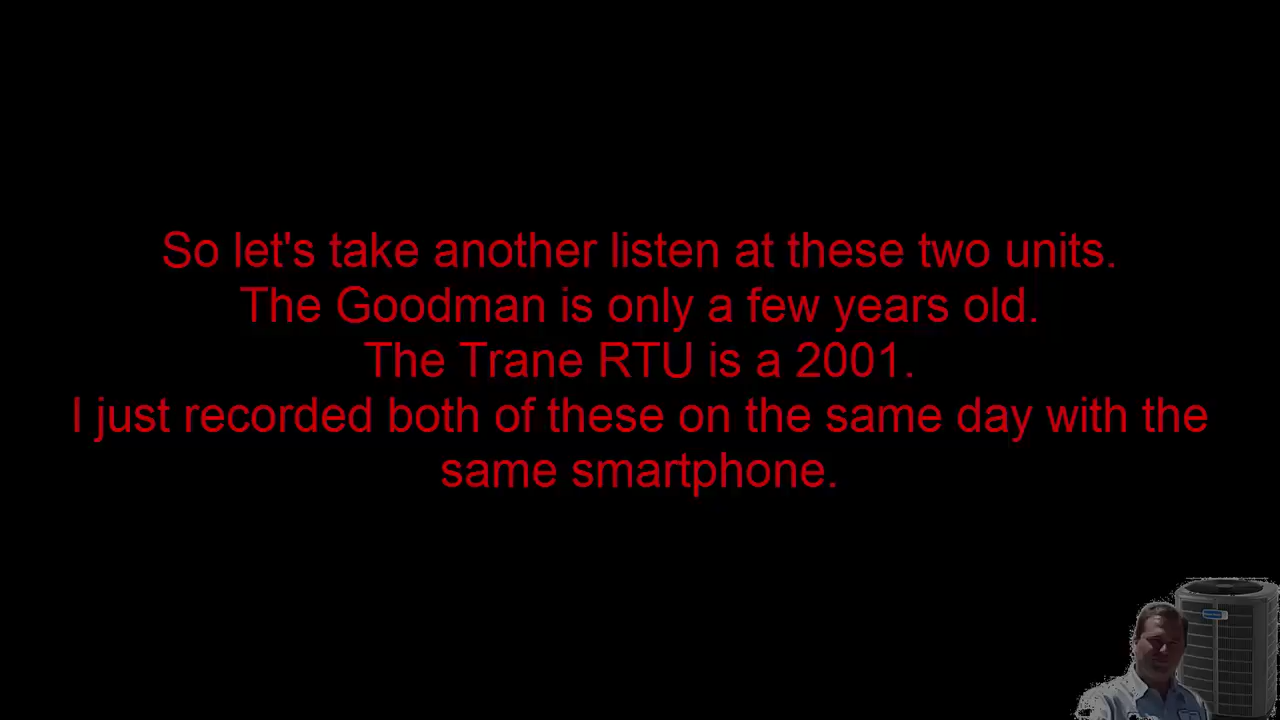 So let's take another listen at these two units.
The Goodman is only a few years old.
The Trane RTU is a 2001.
I just recorded both of these on the same day with the
same smartphone.